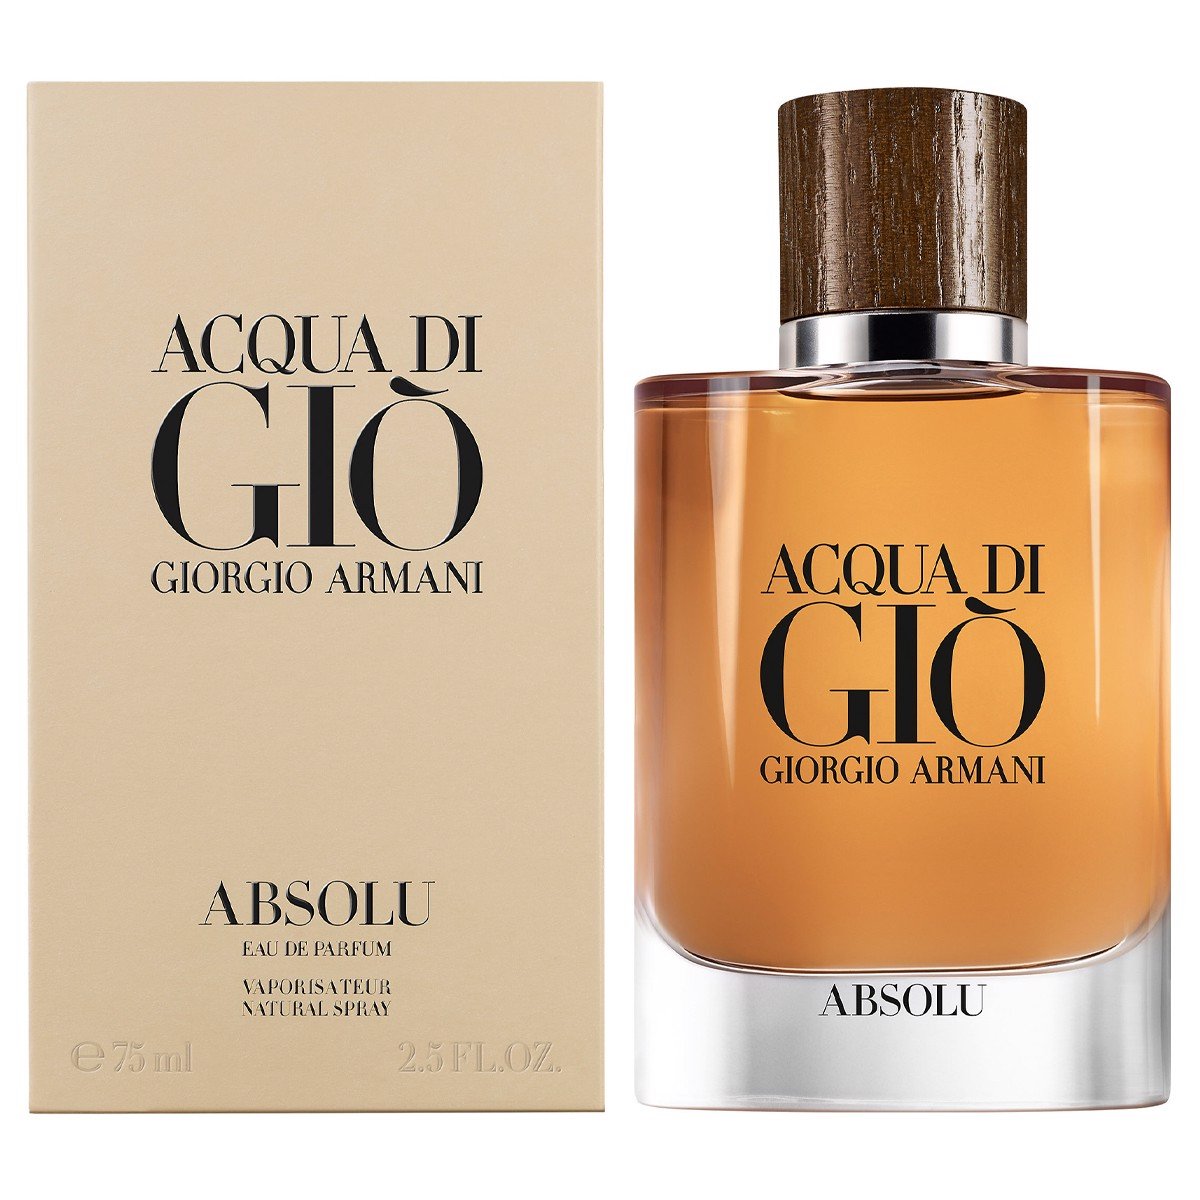 ACQUA DI
GIÒ
GIORGIO ARMANI
ABSOLU
EAU DE PARFUM
VAPORISATEUR
NATURAL SPRAY
℮ 75 ml 2.5 FL.OZ.
ACQUA DI
GIÒ
GIORGIO ARMANI
ABSOLU